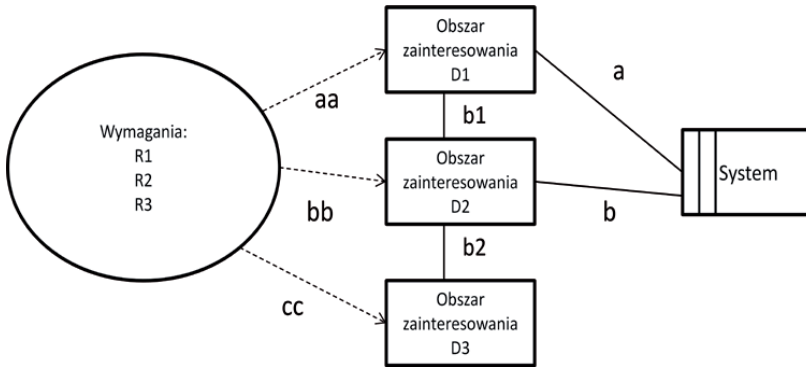 Wymagania:
R1
R2
R3
aa
bb
cc
Obszar
zainteresowania
D1
b1
Obszar
zainteresowania
D2
b2
Obszar
zainteresowania
D3
a
b
System